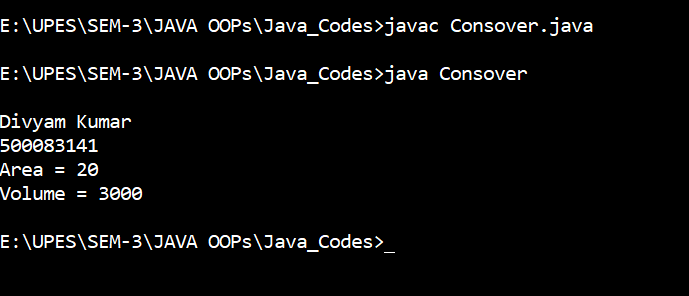 E:\UPES\SEM-3\JAVA OOPs\Java_Codes>javac Consover.java
E:\UPES\SEM-3\JAVA OOPs\Java_Codes>java Consover
Divyam Kumar
500083141
Area = 20
Volume = 3000
E:\UPES\SEM-3\JAVA OOPs\Java_Codes>_